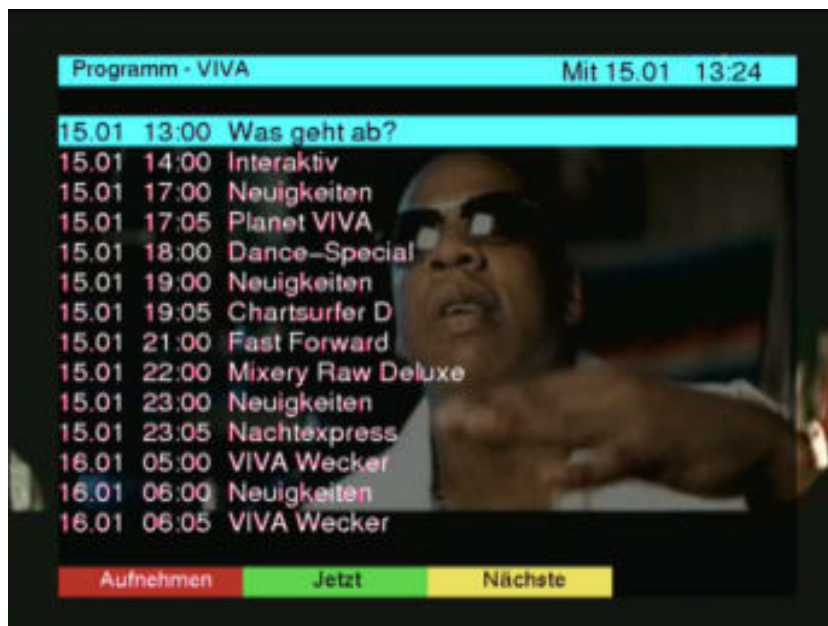 Programm - VIVA Mit 15.01 13:24
15.01 13:00 Was geht ab?
15.01 14:00 Interaktiv
15.01 17:00 Neuigkeiten
15.01 17:05 Planet VIVA
15.01 18:00 Dance–Special
15.01 19:00 Neuigkeiten
15.01 19:05 Chartsurfer D
15.01 21:00 Fast Forward
15.01 22:00 Mixery Raw Deluxe
15.01 23:00 Neuigkeiten
15.01 23:05 Nachtexpress
16.01 05:00 VIVA Wecker
16.01 06:00 Neuigkeiten
16.01 06:05 VIVA Wecker
Aufnehmen Jetzt Nächste